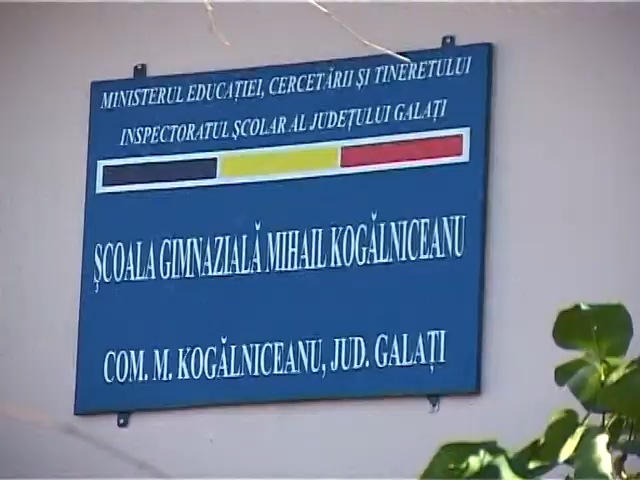 MINISTERUL EDUCAȚIEI, CERCETĂRII ȘI TINERETULUI
INSPECTORATUL ȘCOLAR AL JUDEȚULUI GALAȚI
ȘCOALA GIMNAZIALĂ MIHAIL KOGĂLNICEANU
COM. M. KOGĂLNICEANU, JUD. GALAȚI